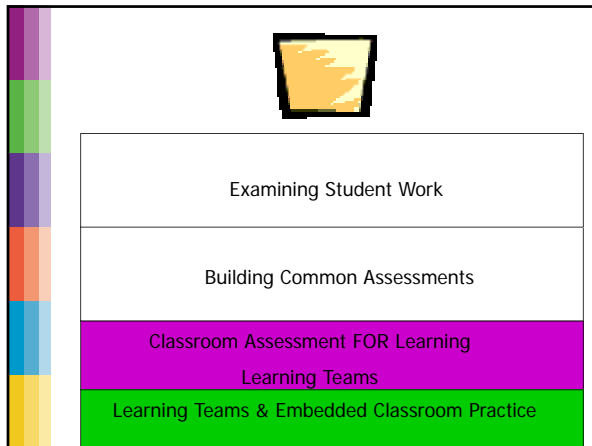 Examining Student Work
Building Common Assessments
Classroom Assessment FOR Learning
Learning Teams
Learning Teams & Embedded Classroom Practice